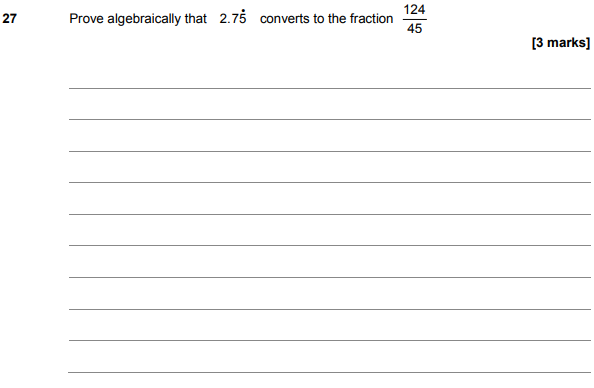 27 Prove algebraically that 2.75̇ converts to the fraction 124/45
[3 marks]